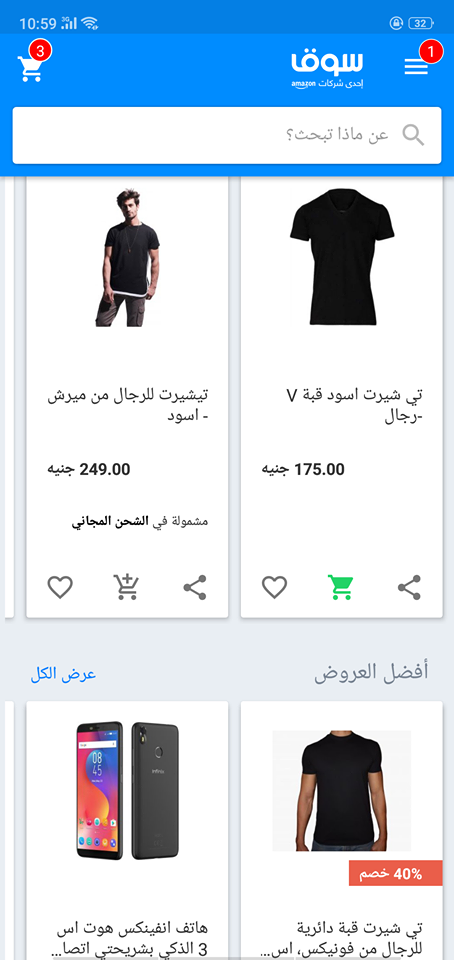 10:59
3G
32
3
1
سوق
إحدى شركات amazon
عن ماذا تبحث؟
تي شيرت اسود قبة V
-رجال
175.00 جنيه
تيشيرت للرجال من ميرش
- اسود
249.00 جنيه
مشمولة في الشحن المجاني
أفضل العروض
عرض الكل
40% خصم
تي شيرت قبة دائرية
للرجال من فونيكس، اس...
08
45
Infinix
هاتف انفينكس هوت اس
3 الذكي بشريحتي اتصا...